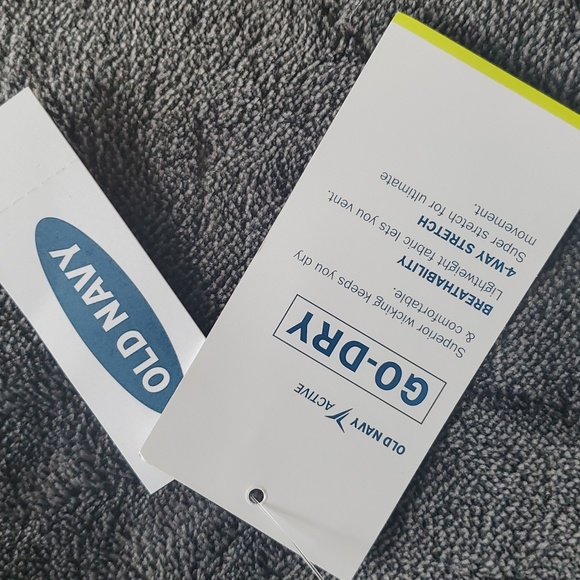 OLD NAVY
OLD NAVY ACTIVE
GO-DRY
Superior wicking keeps you dry
& comfortable.
BREATHABILITY
Lightweight fabric lets you vent.
4-WAY STRETCH
Super stretch for ultimate
movement.